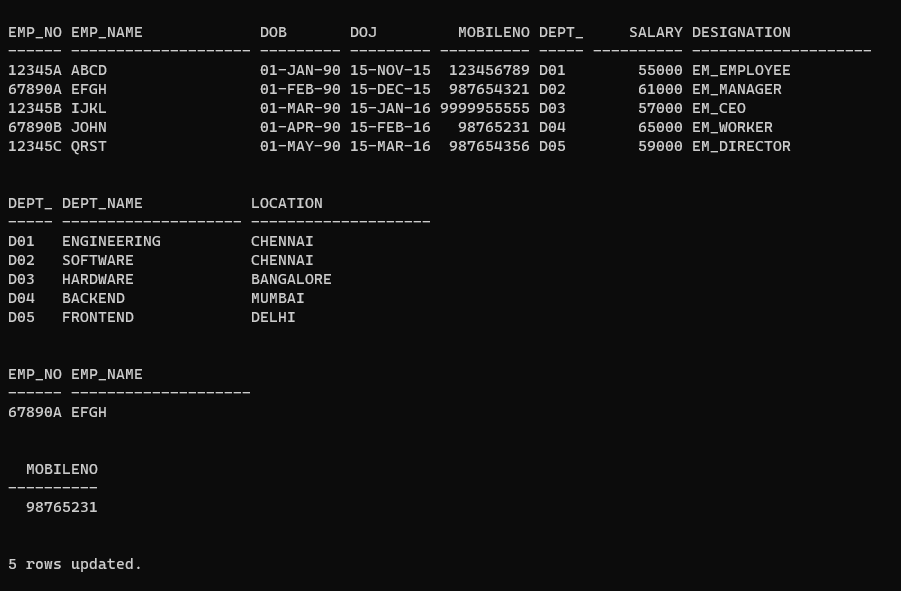 EMP_NO EMP_NAME             DOB       DOJ         MOBILENO DEPT_     SALARY DESIGNATION
------ -------------------- --------- --------- ---------- ----- ---------- --------------------
12345A ABCD                 01-JAN-90 15-NOV-15  123456789 D01        55000 EM_EMPLOYEE
67890A EFGH                 01-FEB-90 15-DEC-15  987654321 D02        61000 EM_MANAGER
12345B IJKL                 01-MAR-90 15-JAN-16 9999955555 D03        57000 EM_CEO
67890B JOHN                 01-APR-90 15-FEB-16   98765231 D04        65000 EM_WORKER
12345C QRST                 01-MAY-90 15-MAR-16  987654356 D05        59000 EM_DIRECTOR
DEPT_ DEPT_NAME            LOCATION
----- -------------------- --------------------
D01   ENGINEERING          CHENNAI
D02   SOFTWARE             CHENNAI
D03   HARDWARE             BANGALORE
D04   BACKEND              MUMBAI
D05   FRONTEND             DELHI
EMP_NO EMP_NAME
------ --------------------
67890A EFGH
  MOBILENO
----------
  98765231
5 rows updated.